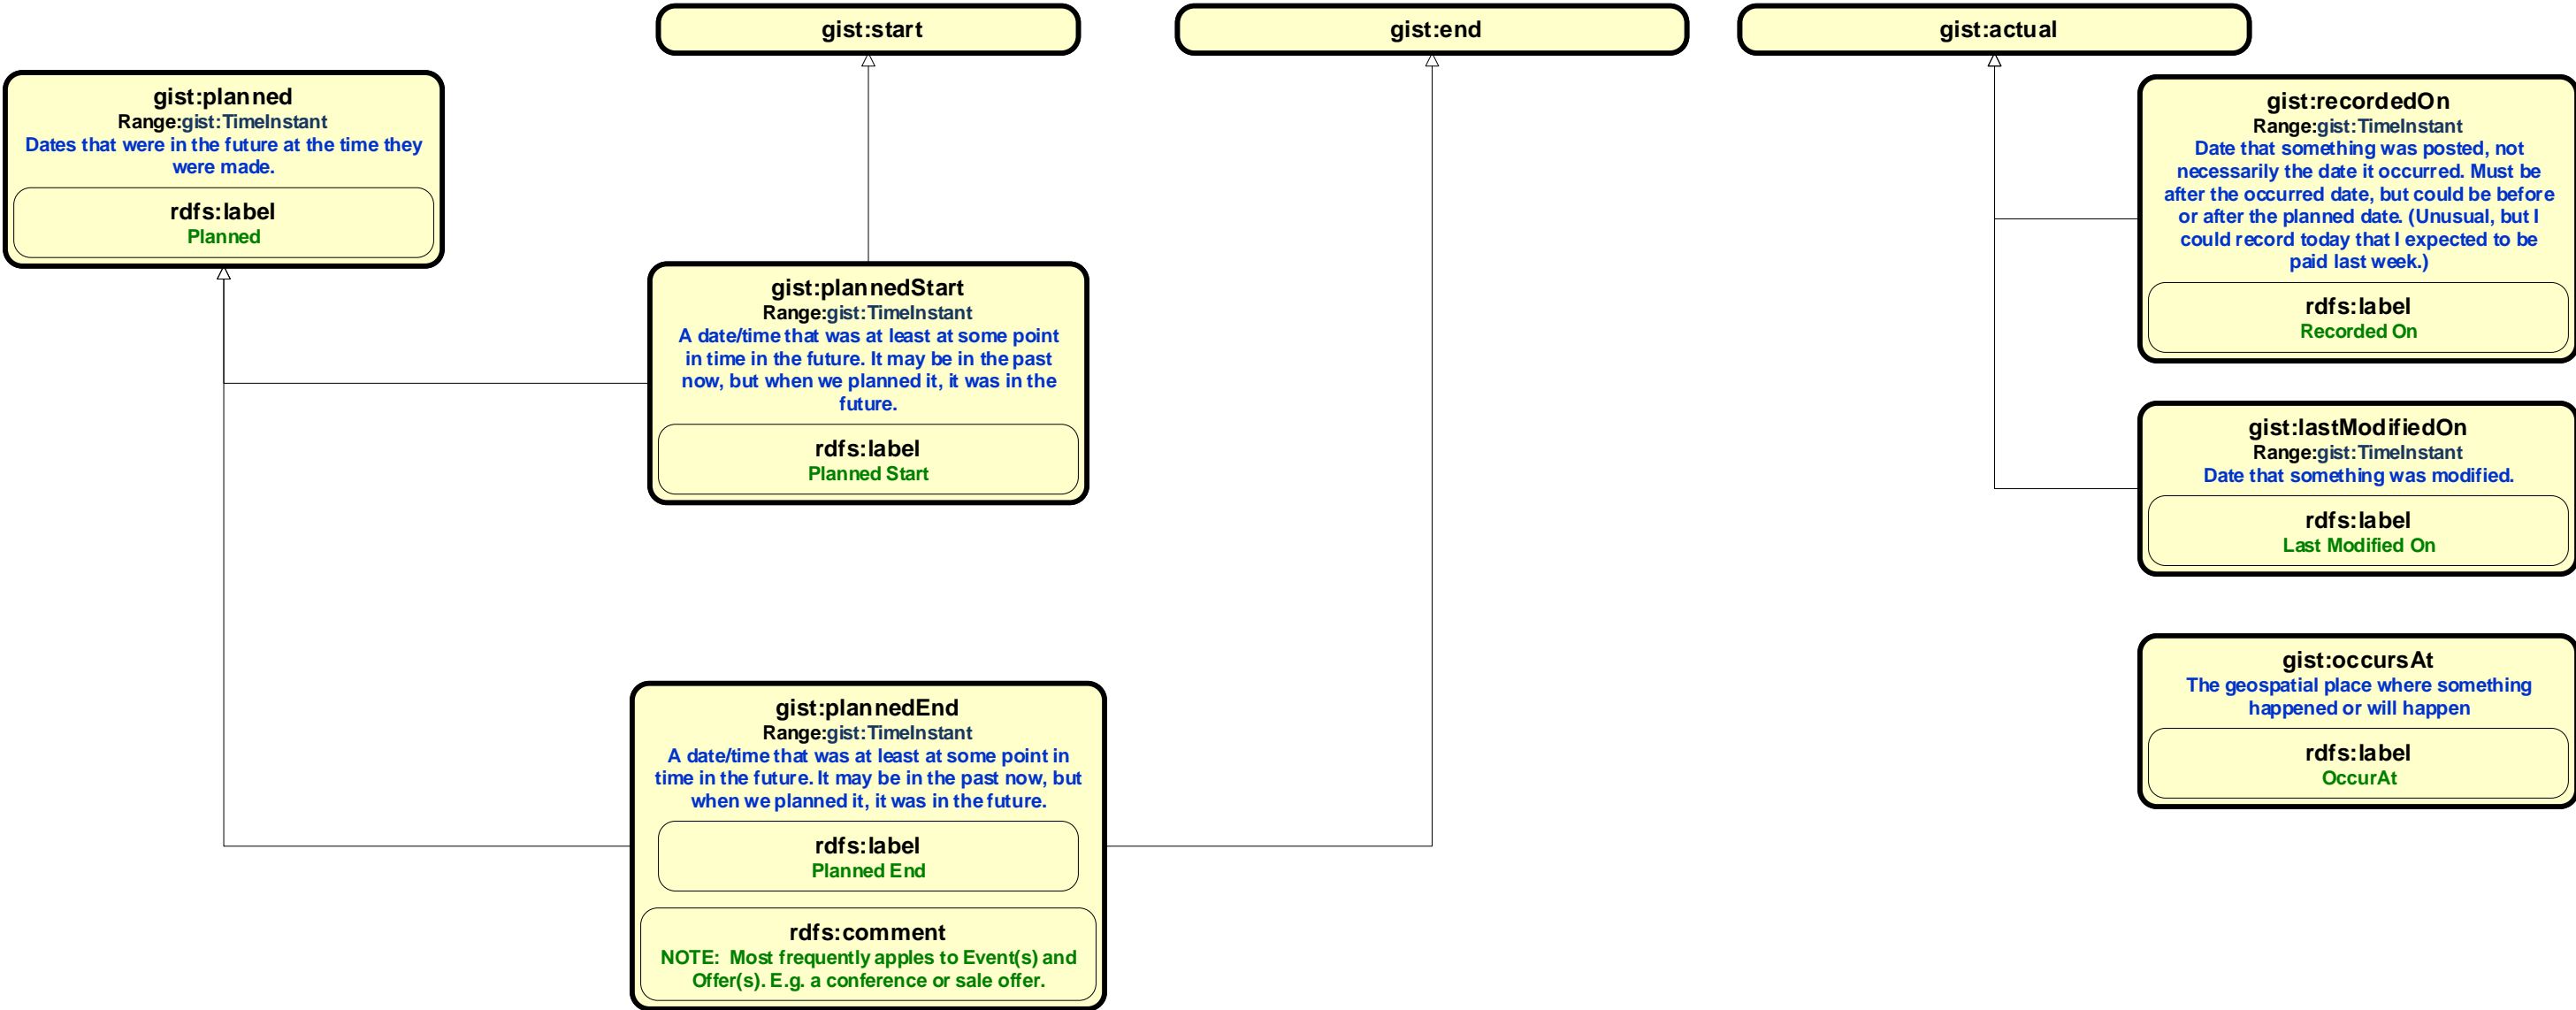 gist:start
gist:end
gist:actual
gist:planned
Range:gist:TimeInstant
Dates that were in the future at the time they
were made.
rdfs:label
Planned
gist:plannedStart
Range:gist:TimeInstant
A date/time that was at least at some point
in time in the future. It may be in the past
now, but when we planned it, it was in the
future.
rdfs:label
Planned Start
gist:plannedEnd
Range:gist:TimeInstant
A date/time that was at least at some point in
time in the future. It may be in the past now, but
when we planned it, it was in the future.
rdfs:label
Planned End
rdfs:comment
NOTE:  Most frequently apples to Event(s) and
Offer(s). E.g. a conference or sale offer.
gist:recordedOn
Range:gist:TimeInstant
Date that something was posted, not
necessarily the date it occurred. Must be
after the occurred date, but could be before
or after the planned date. (Unusual, but I
could record today that I expected to be
paid last week.)
rdfs:label
Recorded On
gist:lastModifiedOn
Range:gist:TimeInstant
Date that something was modified.
rdfs:label
Last Modified On
gist:occursAt
The geospatial place where something
happened or will happen
rdfs:label
OccurAt